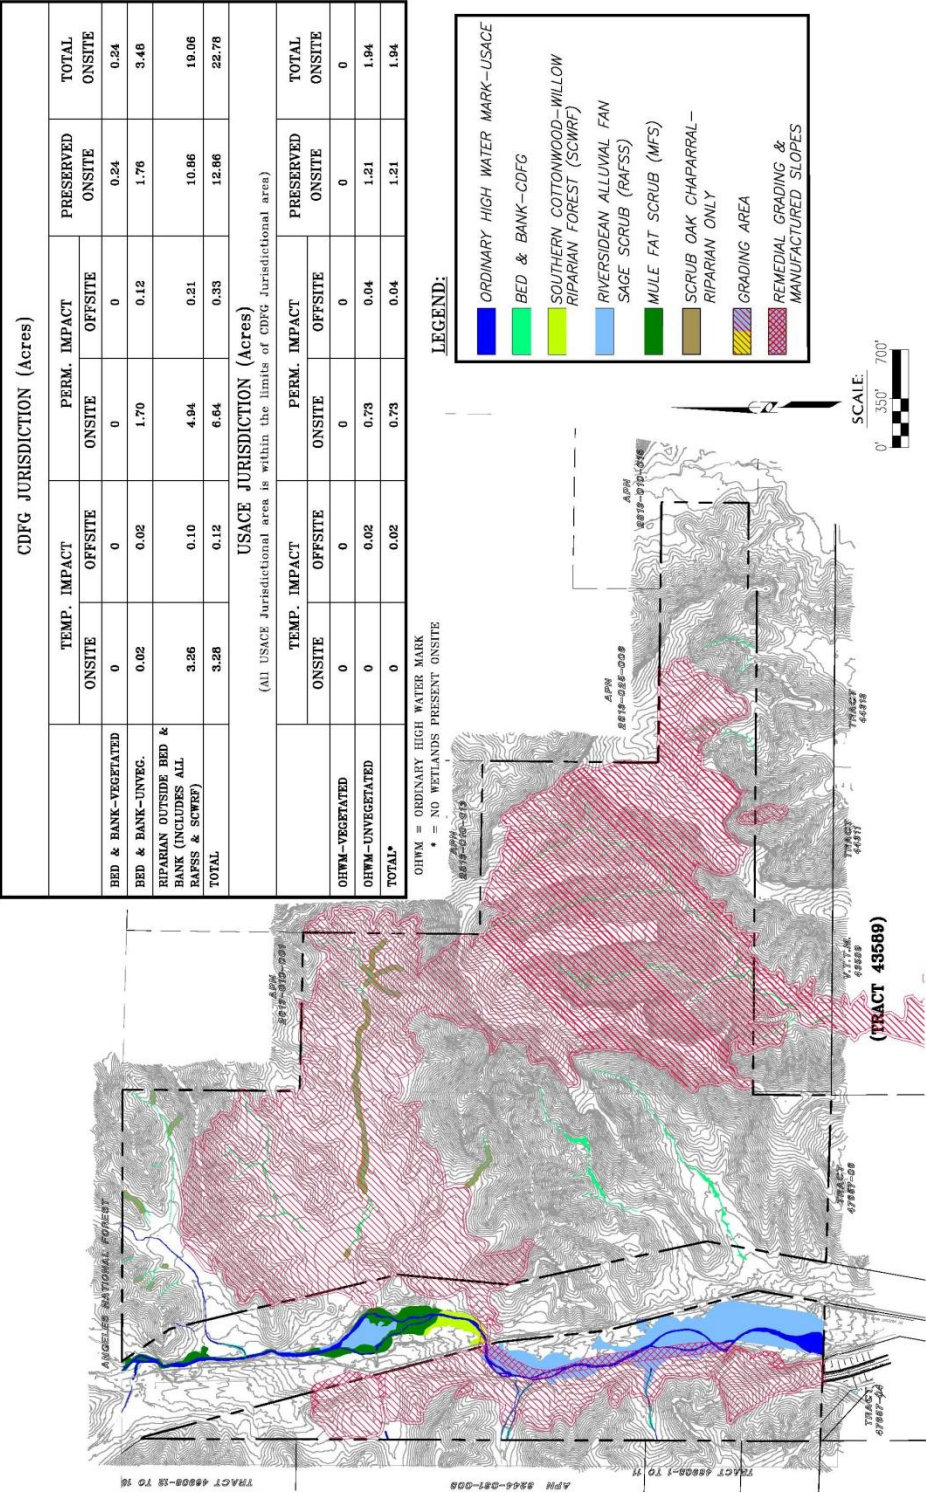 CDFG JURISDICTION (Acres)
TEMP. IMPACT PERM. IMPACT PRESERVED ONSITE TOTAL ONSITE
ONSITE OFFSITE ONSITE OFFSITE
BED & BANK-VEGETATED 0 0 0 0 0.24 0.24
BED & BANK-UNVEG. 0.02 0.02 1.70 0.12 1.76 3.48
RIPARIAN OUTSIDE BED &
BANK (INCLUDES ALL
RAFSS & SCWRF) 3.26 0.10 4.94 0.21 10.86 19.06
TOTAL 3.28 0.12 6.64 0.33 12.86 22.78
USACE JURISDICTION (Acres)
(All USACE Jurisdictional area is within the limits of CDFG Jurisdictional area)
TEMP. IMPACT PERM. IMPACT PRESERVED ONSITE TOTAL ONSITE
ONSITE OFFSITE ONSITE OFFSITE
OHWM-VEGETATED 0 0 0 0 0 0
OHWM-UNVEGETATED 0 0.02 0.73 0.04 1.21 1.94
TOTAL* 0 0.02 0.73 0.04 1.21 1.94
OHWM = ORDINARY HIGH WATER MARK
* = NO WETLANDS PRESENT ONSITE
LEGEND:
ORDINARY HIGH WATER MARK-USACE
BED & BANK-CDFG
SOUTHERN COTTONWOOD-WILLOW
RIPARIAN FOREST (SCWRF)
RIVERSIDEAN ALLUVIAL FAN
SAGE SCRUB (RAFSS)
MULE FAT SCRUB (MFS)
SCRUB OAK CHAPARRAL-
RIPARIAN ONLY
GRADING AREA
REMEDIAL GRADING &
MANUFACTURED SLOPES
SCALE:
0' 350' 700'
ANGELES NATIONAL FOREST
APN
APN
APN
APN
TRACT
TRACT
V.T.T.M.
(TRACT 43589)
TRACT
TRACT
TRACT
APN
TRACT